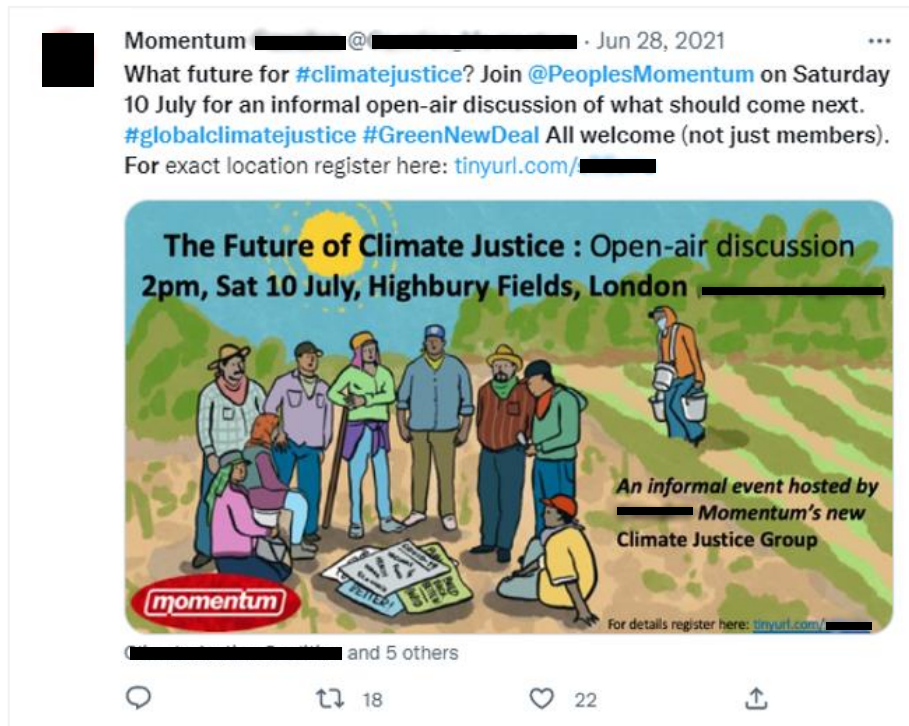 Momentum @ · Jun 28, 2021
What future for #climatejustice? Join @PeoplesMomentum on Saturday
10 July for an informal open-air discussion of what should come next.
#globalclimatejustice #GreenNewDeal All welcome (not just members).
For exact location register here: tinyurl.com/
The Future of Climate Justice : Open-air discussion
2pm, Sat 10 July, Highbury Fields, London
An informal event hosted by
Momentum's new
Climate Justice Group
BETTER!
momentum
For details register here: tinyurl.com/
and 5 others
18 22